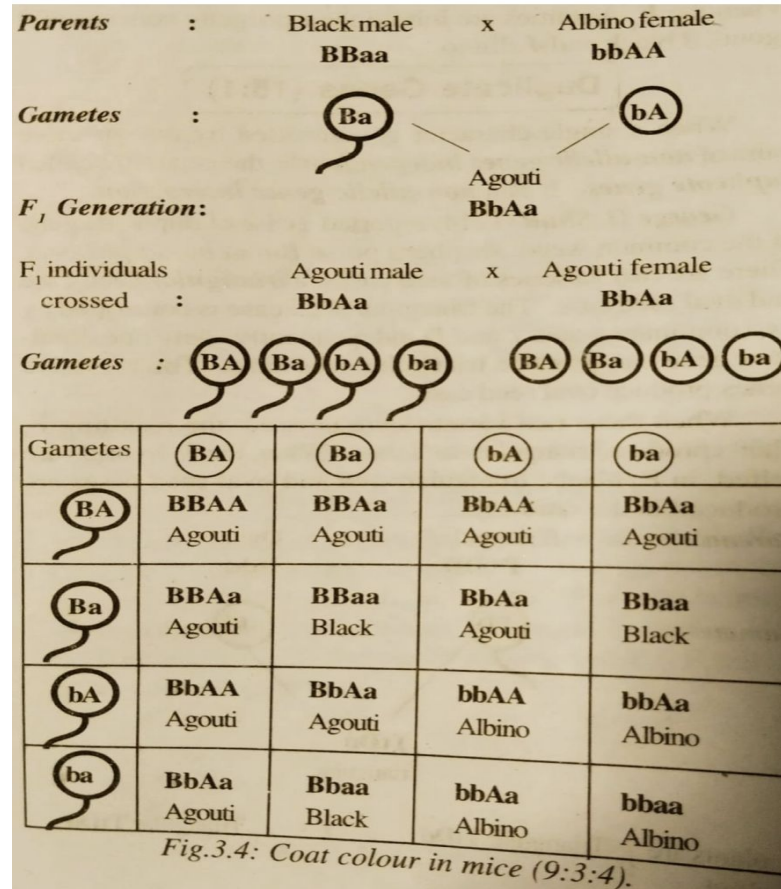 Parents : Black male x Albino female
BBaa bbAA
Gametes : Ba bA
Agouti
F1 Generation: BbAa
F1 individuals Agouti male x Agouti female
crossed : BbAa BbAa
Gametes : BA Ba bA ba BA Ba bA ba
Gametes BA Ba bA ba
BA BBAA BBAa BbAA BbAa
Agouti Agouti Agouti Agouti
Ba BBAa BBaa BbAa Bbaa
Agouti Black Agouti Black
bA BbAA BbAa bbAA bbAa
Agouti Agouti Albino Albino
ba BbAa Bbaa bbAa bbaa
Agouti Black Albino Albino
Fig.3.4: Coat colour in mice (9:3:4).